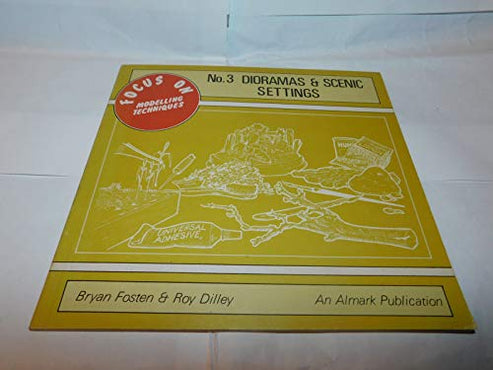 No.3 DIORAMAS & SCENIC
SETTINGS
FOCUS ON
MODELLING
TECHNIQUES
UNIVERSAL
ADHESIVE
Bryan Fosten & Roy Dilley
An Almark Publication